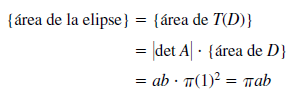 {área de la elipse} = {área de T(D)}
= |det A| · {área de D}
= ab · π(1)² = πab